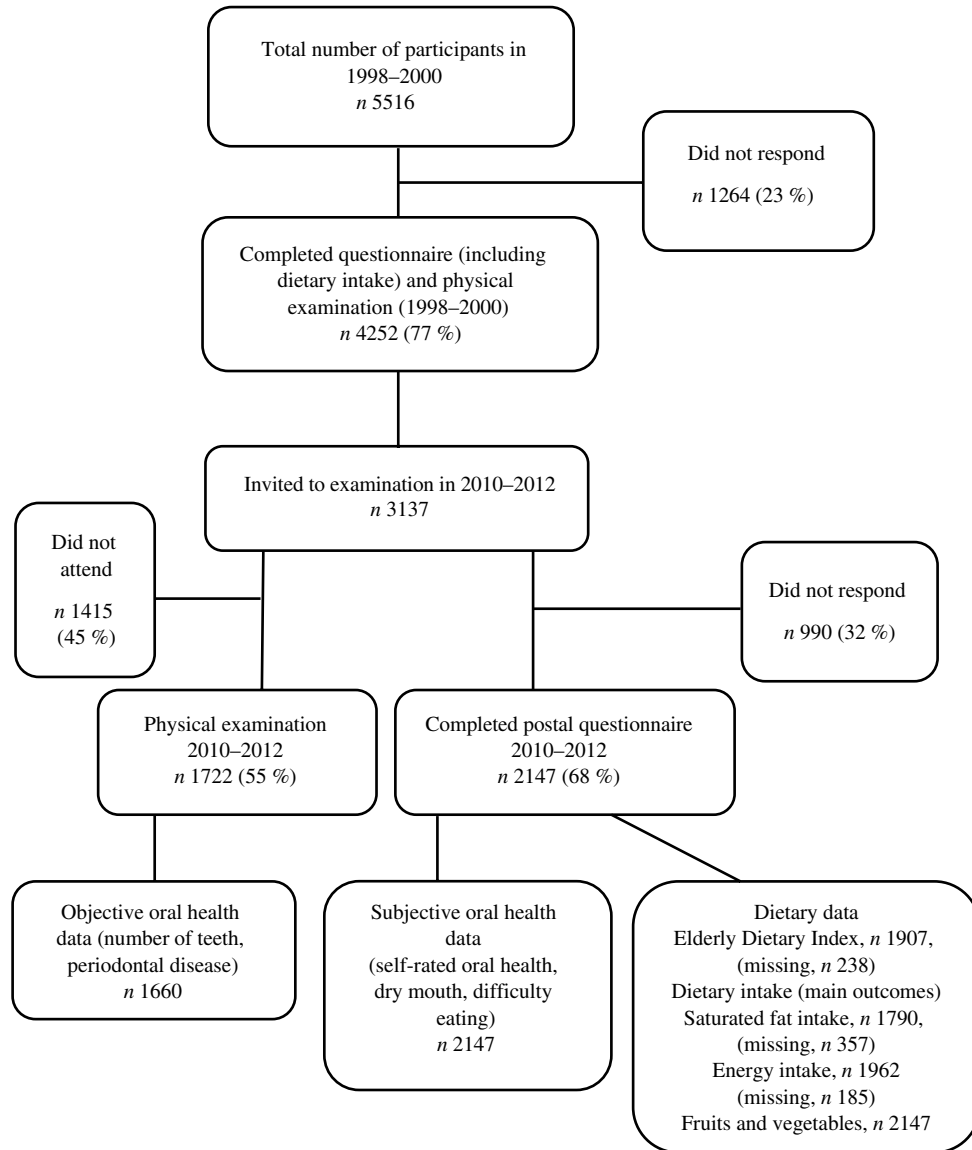 Total number of participants in
1998–2000
n 5516
Did not respond
n 1264 (23 %)
Completed questionnaire (including
dietary intake) and physical
examination (1998–2000)
n 4252 (77 %)
Invited to examination in 2010–2012
n 3137
Did not
attend
n 1415
(45 %)
Did not respond
n 990 (32 %)
Physical examination
2010–2012
n 1722 (55 %)
Completed postal questionnaire
2010–2012
n 2147 (68 %)
Objective oral health
data (number of teeth,
periodontal disease)
n 1660
Subjective oral health
data
(self-rated oral health,
dry mouth, difficulty
eating)
n 2147
Dietary data
Elderly Dietary Index, n 1907,
(missing, n 238)
Dietary intake (main outcomes)
Saturated fat intake, n 1790,
(missing, n 357)
Energy intake, n 1962
(missing, n 185)
Fruits and vegetables, n 2147